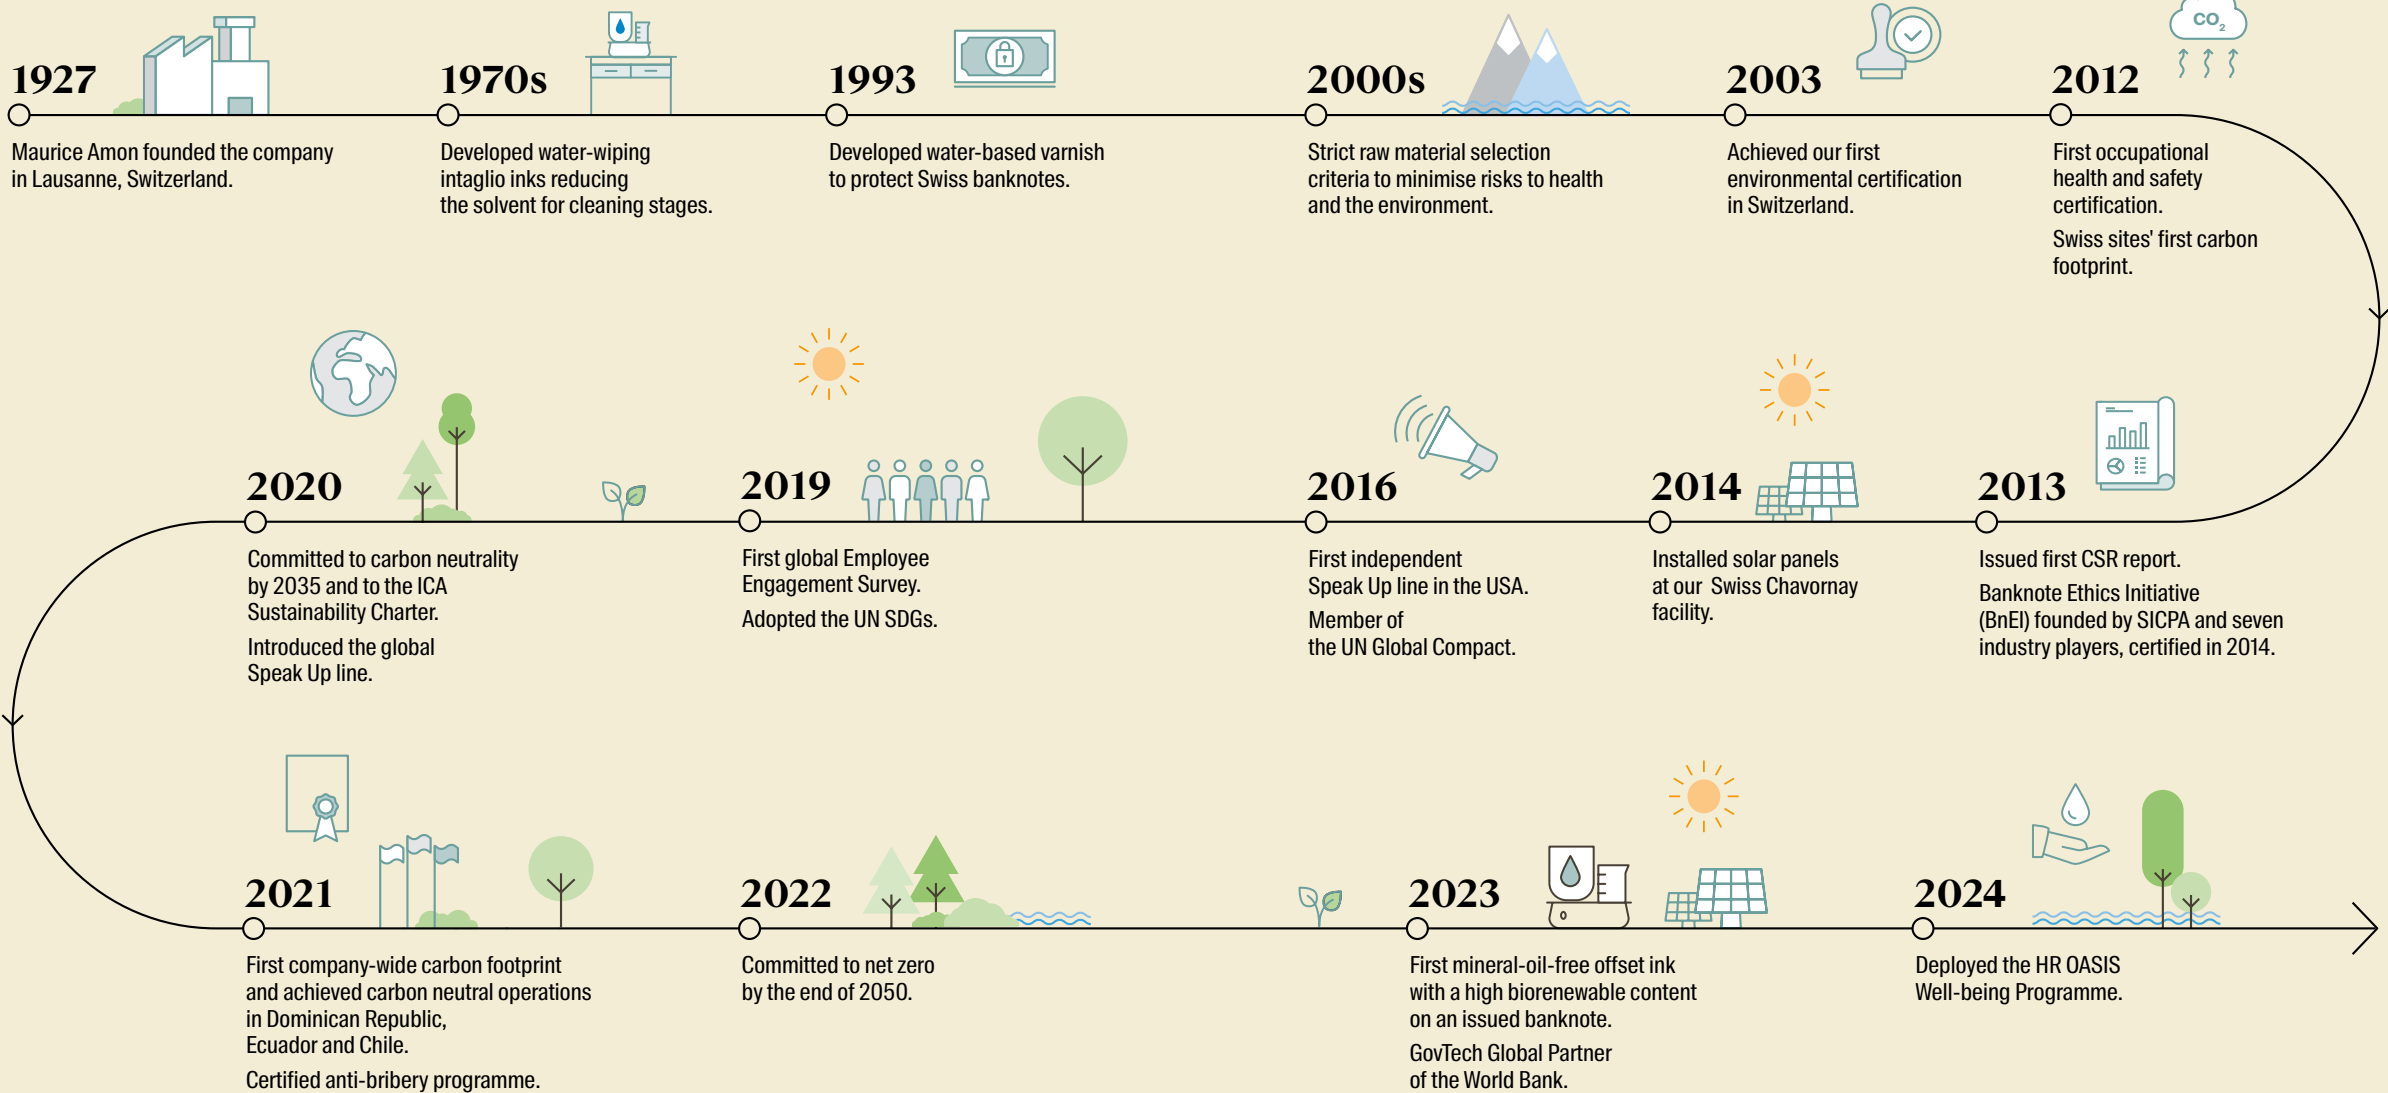 1927
Maurice Amon founded the company
in Lausanne, Switzerland.
1970s
Developed water-wiping
intaglio inks reducing
the solvent for cleaning stages.
1993
Developed water-based varnish
to protect Swiss banknotes.
2000s
Strict raw material selection
criteria to minimise risks to health
and the environment.
2003
Achieved our first
environmental certification
in Switzerland.
CO2
2012
First occupational
health and safety
certification.
Swiss sites' first carbon
footprint.
2013
Issued first CSR report.
Banknote Ethics Initiative
(BnEI) founded by SICPA and seven
industry players, certified in 2014.
2014
Installed solar panels
at our Swiss Chavornay
facility.
2016
First independent
Speak Up line in the USA.
Member of
the UN Global Compact.
2019
First global Employee
Engagement Survey.
Adopted the UN SDGs.
2020
Committed to carbon neutrality
by 2035 and to the ICA
Sustainability Charter.
Introduced the global
Speak Up line.
2021
First company-wide carbon footprint
and achieved carbon neutral operations
in Dominican Republic,
Ecuador and Chile.
Certified anti-bribery programme.
2022
Committed to net zero
by the end of 2050.
2023
First mineral-oil-free offset ink
with a high biorenewable content
on an issued banknote.
GovTech Global Partner
of the World Bank.
2024
Deployed the HR OASIS
Well-being Programme.